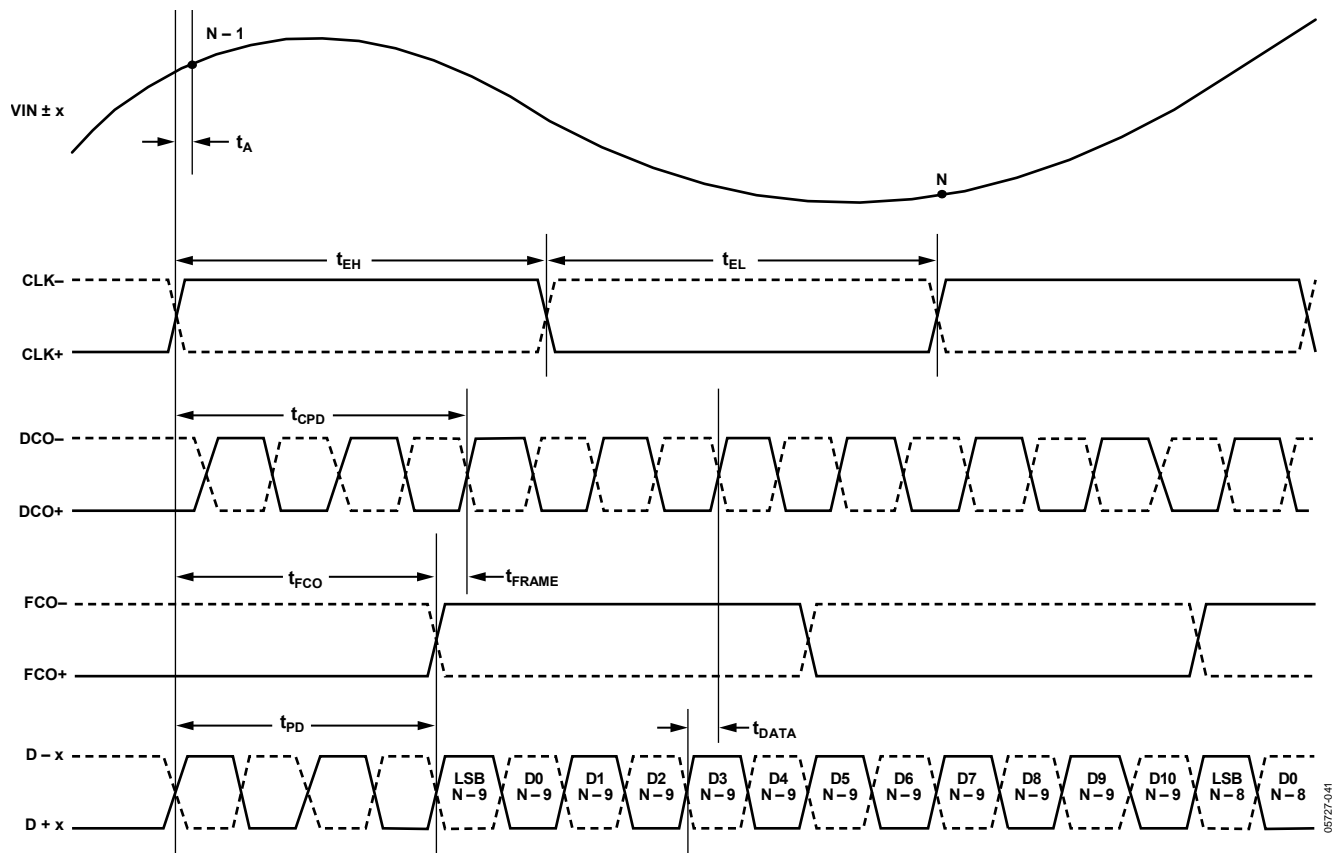 N – 1
VIN ± x
tA
N
tEH
tEL
CLK–
CLK+
tCPD
DCO–
DCO+
tFCO
tFRAME
FCO–
FCO+
tPD
tDATA
D – x
LSB D0 D1 D2 D3 D4 D5 D6 D7 D8 D9 D10 LSB D0
N – 9 N – 9 N – 9 N – 9 N – 9 N – 9 N – 9 N – 9 N – 9 N – 9 N – 9 N – 9 N – 8 N – 8
D + x
05727-041